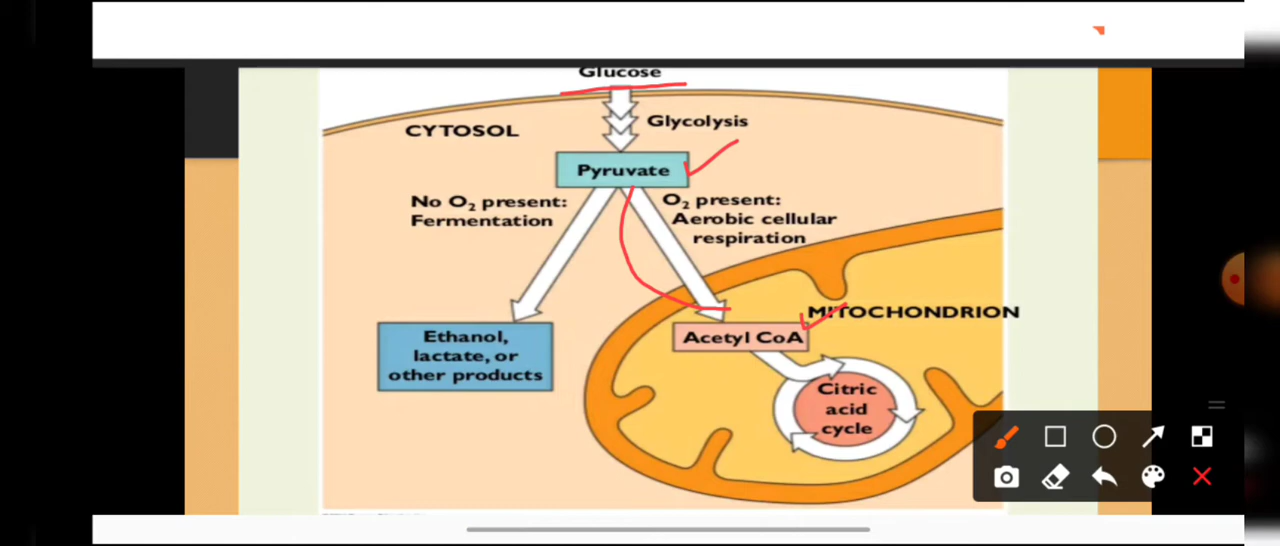 Glucose
Glycolysis
CYTOSOL
Pyruvate
No O₂ present:
Fermentation
O₂ present:
Aerobic cellular
respiration
MITOCHONDRION
Ethanol,
lactate, or
other products
Acetyl CoA
Citric
acid
cycle